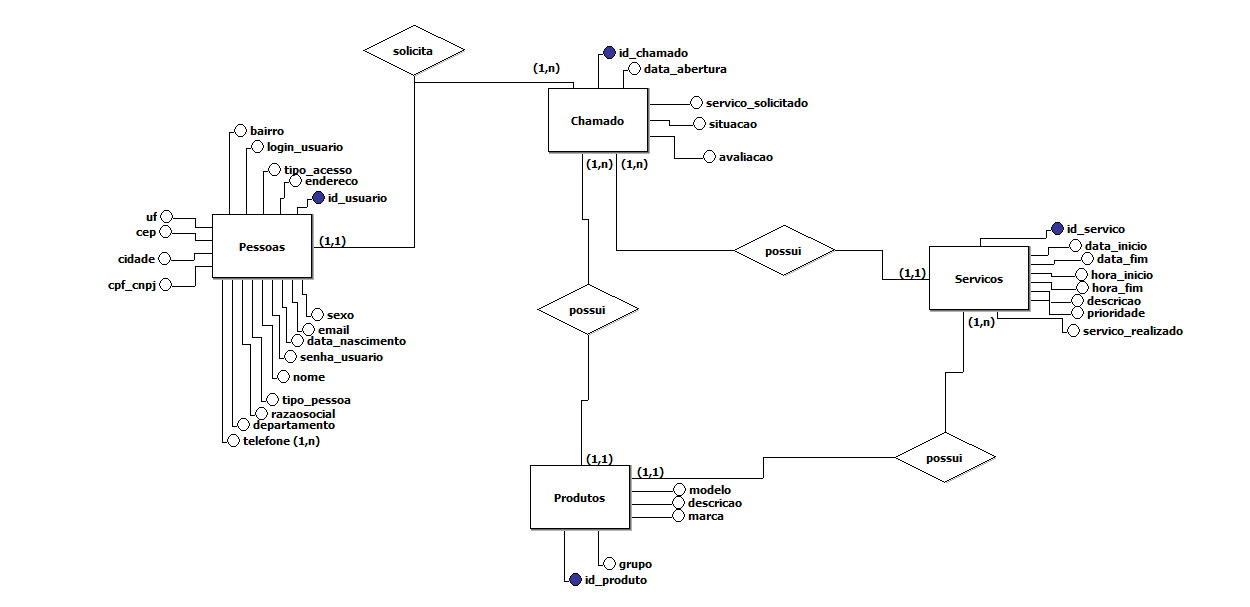 solicita
(1,n)
id_chamado
data_abertura
Chamado
servico_solicitado
situacao
avaliacao
(1,n)
(1,n)
bairro
login_usuario
tipo_acesso
endereco
id_usuario
uf
cep
cidade
cpf_cnpj
Pessoas
(1,1)
sexo
email
data_nascimento
senha_usuario
nome
tipo_pessoa
razaosocial
departamento
telefone (1,n)
possui
(1,1)
Servicos
id_servico
data_inicio
data_fim
hora_inicio
hora_fim
descricao
prioridade
servico_realizado
(1,n)
possui
possui
(1,1)
(1,1)
Produtos
modelo
descricao
marca
grupo
id_produto